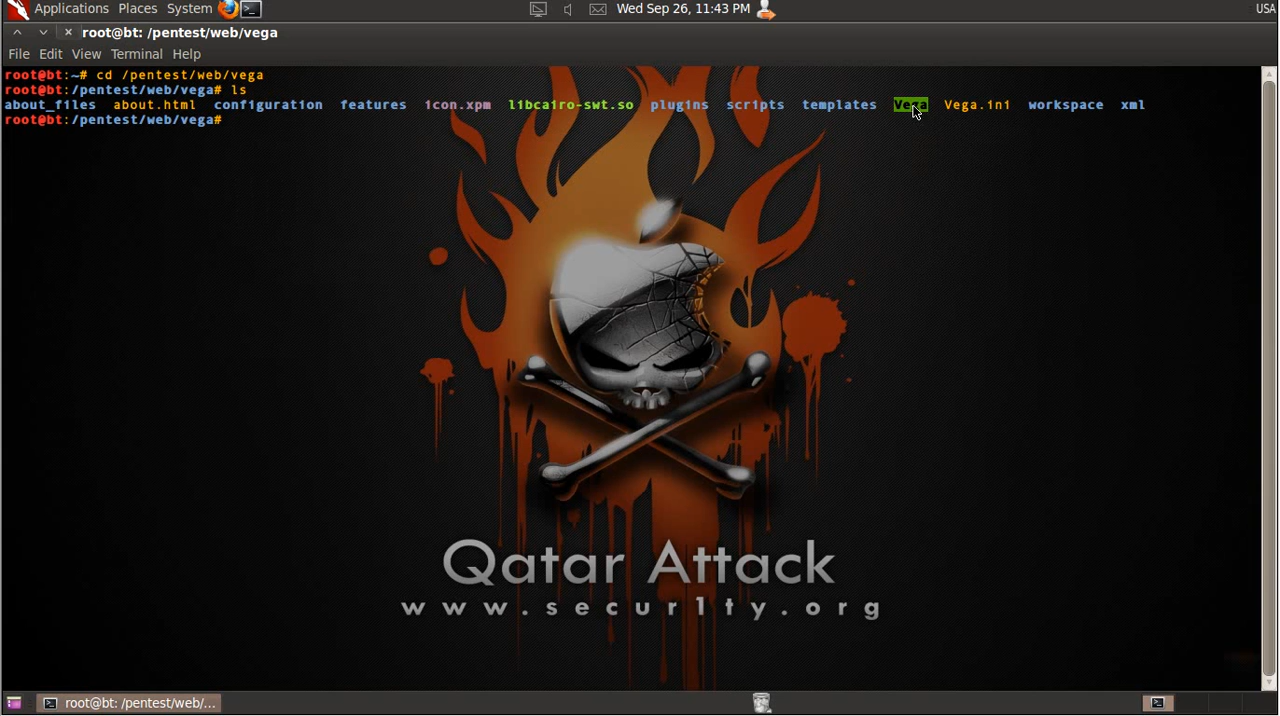 Applications Places System Wed Sep 26, 11:43 PM USA
root@bt: /pentest/web/vega
File Edit View Terminal Help
root@bt:~# cd /pentest/web/vega
root@bt:/pentest/web/vega# ls
about_files about.html configuration features icon.xpm libcairo-swt.so plugins scripts templates Vega Vega.ini workspace xml
root@bt:/pentest/web/vega#
Qatar Attack
www.secur1ty.org
root@bt: /pentest/web/...